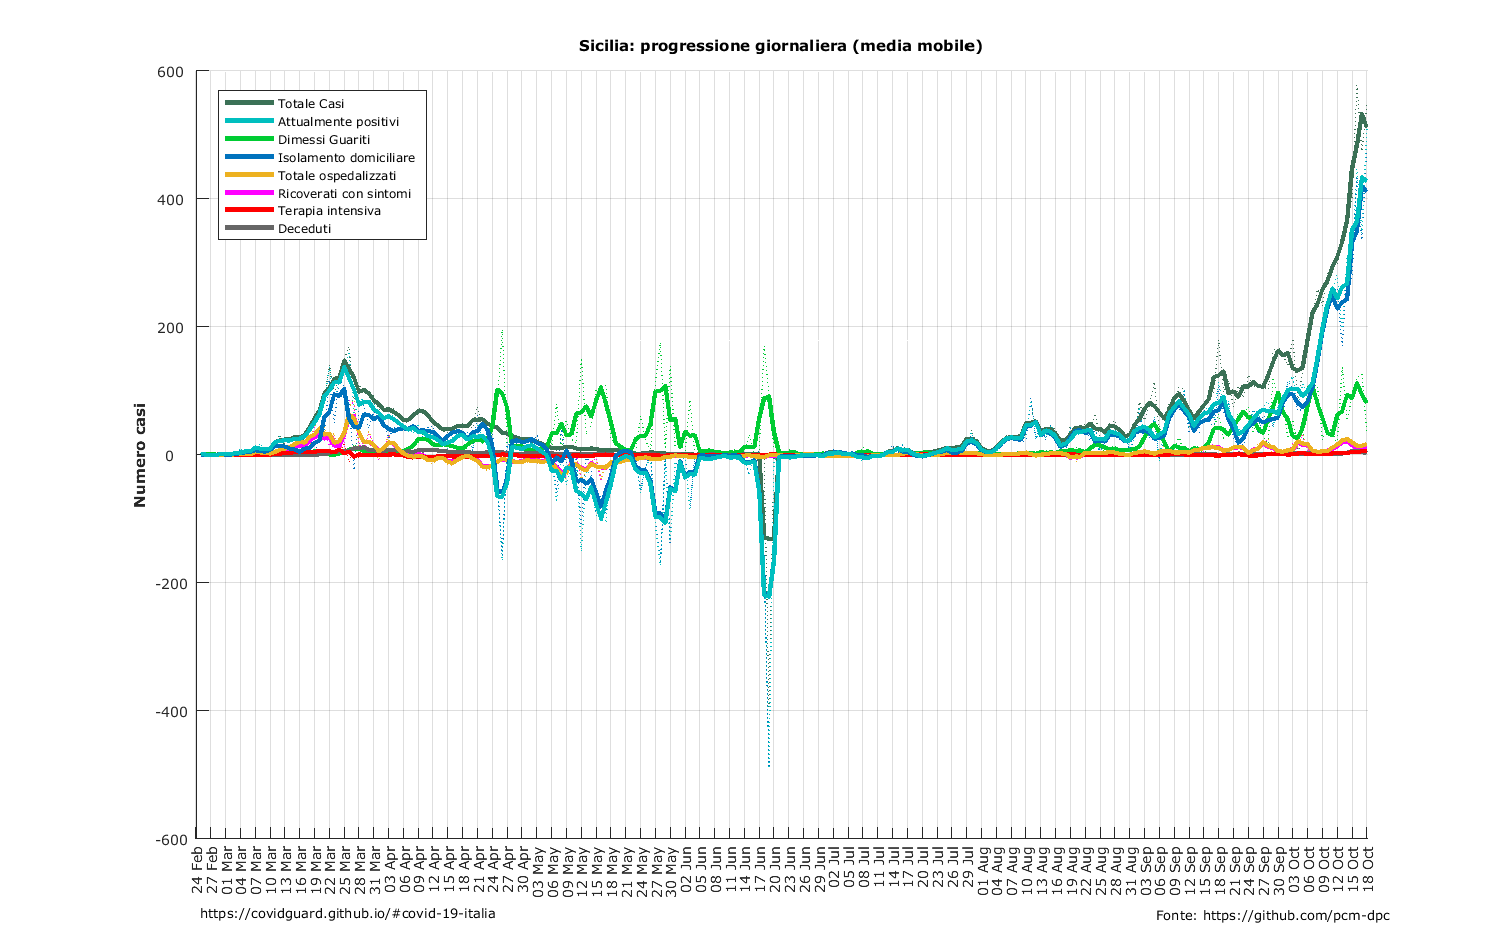 Sicilia: progressione giornaliera (media mobile)
600
400
200
0
-200
-400
-600
Numero casi
Totale Casi
Attualmente positivi
Dimessi Guariti
Isolamento domiciliare
Totale ospedalizzati
Ricoverati con sintomi
Terapia intensiva
Deceduti
24 Feb
27 Feb
01 Mar
04 Mar
07 Mar
10 Mar
13 Mar
16 Mar
19 Mar
22 Mar
25 Mar
28 Mar
31 Mar
03 Apr
06 Apr
09 Apr
12 Apr
15 Apr
18 Apr
21 Apr
24 Apr
27 Apr
30 Apr
03 May
06 May
09 May
12 May
15 May
18 May
21 May
24 May
27 May
30 May
02 Jun
05 Jun
08 Jun
11 Jun
14 Jun
17 Jun
20 Jun
23 Jun
26 Jun
29 Jun
02 Jul
05 Jul
08 Jul
11 Jul
14 Jul
17 Jul
20 Jul
23 Jul
26 Jul
29 Jul
01 Aug
04 Aug
07 Aug
10 Aug
13 Aug
16 Aug
19 Aug
22 Aug
25 Aug
28 Aug
31 Aug
03 Sep
06 Sep
09 Sep
12 Sep
15 Sep
18 Sep
21 Sep
24 Sep
27 Sep
30 Sep
03 Oct
06 Oct
09 Oct
12 Oct
15 Oct
18 Oct
https://covidguard.github.io/#covid-19-italia
Fonte: https://github.com/pcm-dpc